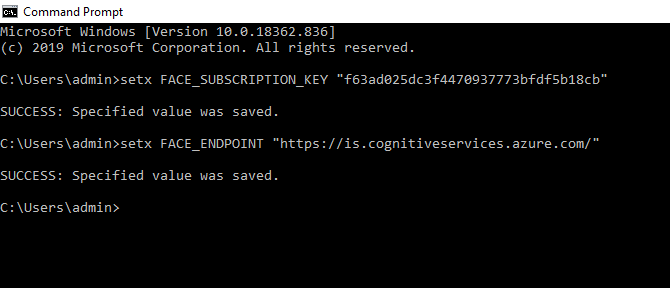 Command Prompt
Microsoft Windows [Version 10.0.18362.836]
(c) 2019 Microsoft Corporation. All rights reserved.
C:\Users\admin>setx FACE_SUBSCRIPTION_KEY "f63ad025dc3f4470937773bfdf5b18cb"
SUCCESS: Specified value was saved.
C:\Users\admin>setx FACE_ENDPOINT "https://is.cognitiveservices.azure.com/"
SUCCESS: Specified value was saved.
C:\Users\admin>